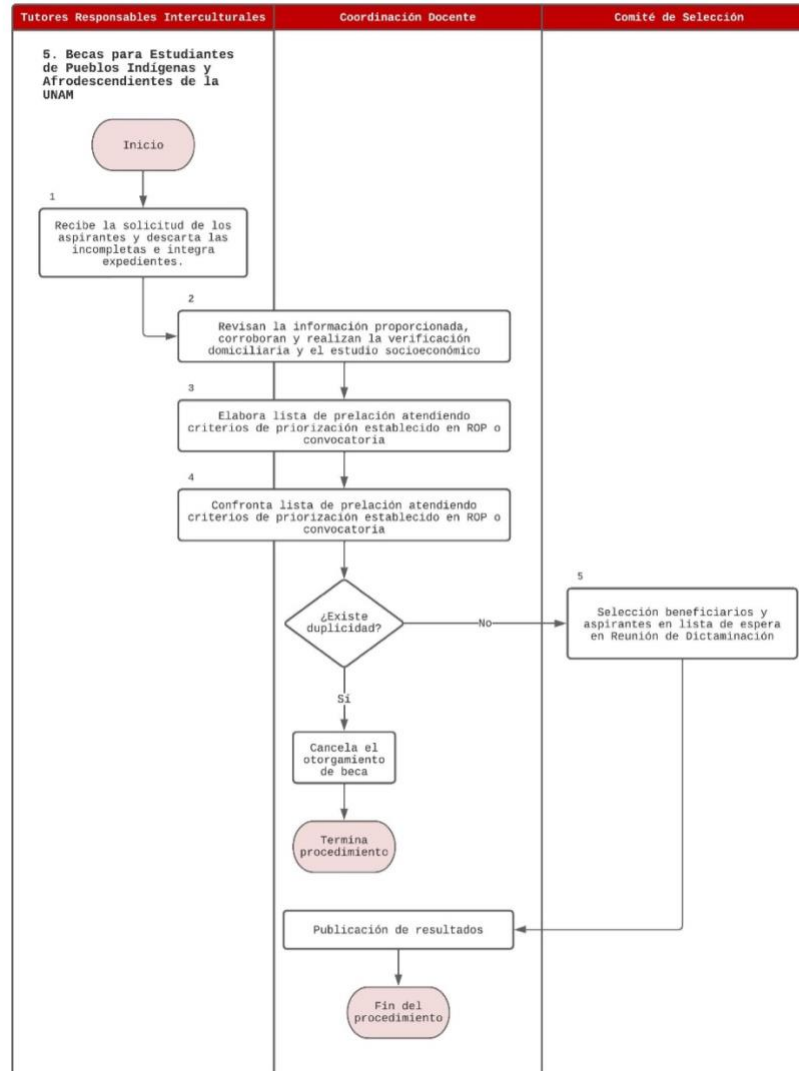 Tutores Responsables Interculturales
Coordinación Docente
Comité de Selección
5. Becas para Estudiantes
de Pueblos Indígenas y
Afrodescendientes de la
UNAM
Inicio
1
Recibe la solicitud de los
aspirantes y descarta las
incompletas e integra
expedientes.
2
Revisan la información proporcionada,
corroboran y realizan la verificación
domiciliaria y el estudio socioeconómico
3
Elabora lista de prelación atendiendo
criterios de priorización establecido en ROP o
convocatoria
4
Confronta lista de prelación atendiendo
criterios de priorización establecido en ROP o
convocatoria
¿Existe
duplicidad?
No
5
Selección beneficiarios y
aspirantes en lista de espera
en Reunión de Dictaminación
Sí
Cancela el
otorgamiento
de beca
Termina
procedimiento
Publicación de resultados
Fin del
procedimiento